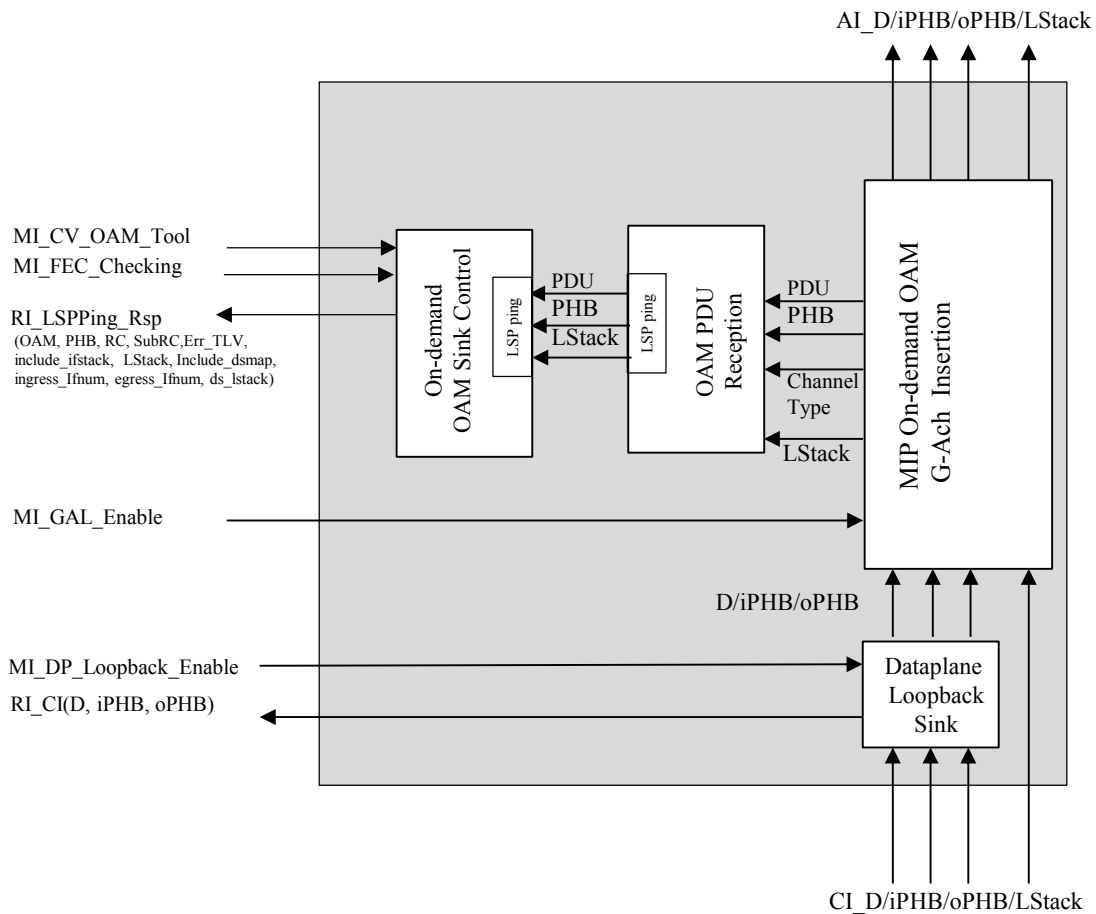 AI_D/iPHB/oPHB/LStack
MI_CV_OAM_Tool
MI_FEC_Checking
RI_LSPPing_Rsp
(OAM, PHB, RC, SubRC,Err_TLV,
include_ifstack, LStack, Include_dsmap,
ingress_Ifnum, egress_Ifnum, ds_lstack)
On-demand
OAM Sink Control
LSP ping
PDU
PHB
LStack
LSP ping
OAM PDU
Reception
PDU
PHB
Channel
Type
LStack
MIP On-demand OAM
G-Ach Insertion
MI_GAL_Enable
D/iPHB/oPHB
MI_DP_Loopback_Enable
RI_CI(D, iPHB, oPHB)
Dataplane
Loopback
Sink
CI_D/iPHB/oPHB/LStack